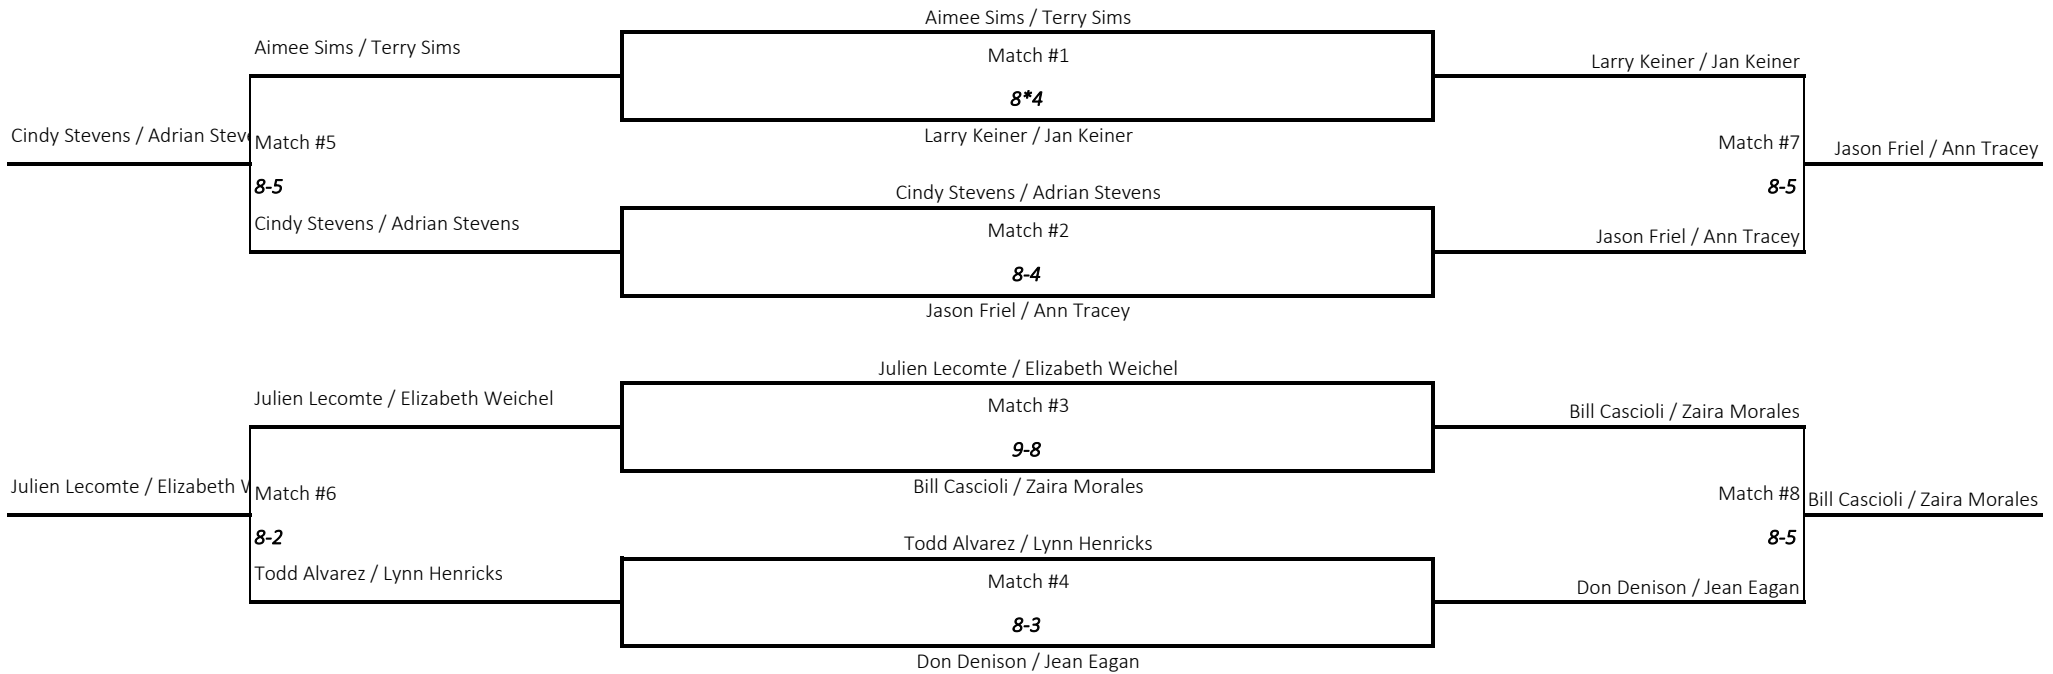 Aimee Sims / Terry Sims
Aimee Sims / Terry Sims
Match #1
Larry Keiner / Jan Keiner
8*4
Cindy Stevens / Adrian Steve
Match #5
Larry Keiner / Jan Keiner
Match #7
Jason Friel / Ann Tracey
8-5
Cindy Stevens / Adrian Stevens
8-5
Cindy Stevens / Adrian Stevens
Match #2
Jason Friel / Ann Tracey
8-4
Jason Friel / Ann Tracey
Julien Lecomte / Elizabeth Weichel
Julien Lecomte / Elizabeth Weichel
Match #3
Bill Cascioli / Zaira Morales
9-8
Julien Lecomte / Elizabeth
Match #6
Bill Cascioli / Zaira Morales
Match #8
Bill Cascioli / Zaira Morales
8-2
Todd Alvarez / Lynn Henricks
8-5
Todd Alvarez / Lynn Henricks
Match #4
Don Denison / Jean Eagan
8-3
Don Denison / Jean Eagan